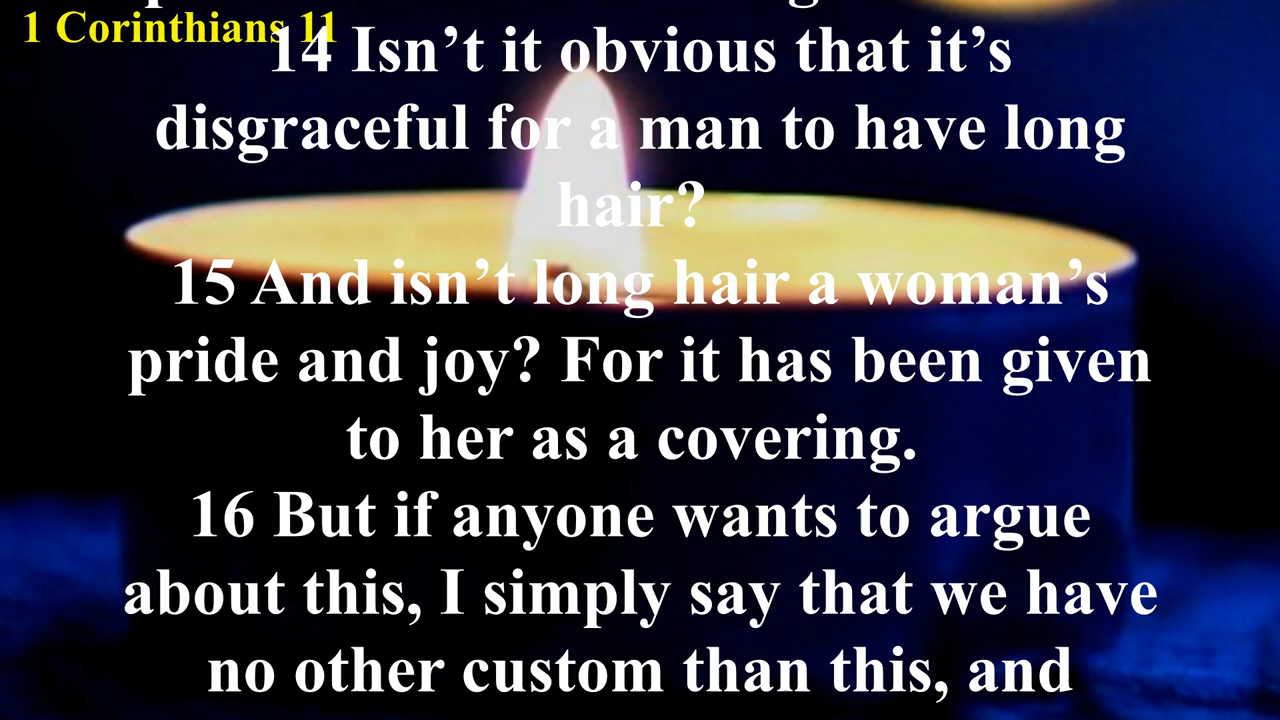 1 Corinthians 11
14 Isn’t it obvious that it’s
disgraceful for a man to have long
hair?
15 And isn’t long hair a woman’s
pride and joy? For it has been given
to her as a covering.
16 But if anyone wants to argue
about this, I simply say that we have
no other custom than this, and